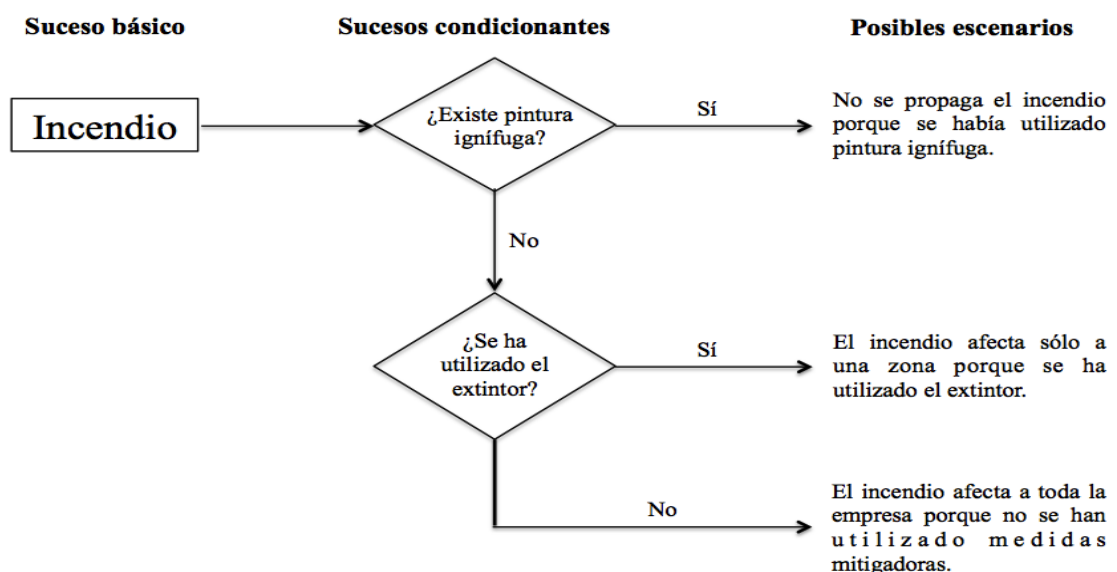 Suceso básico
Sucesos condicionantes
Posibles escenarios
Incendio
¿Existe pintura
ignífuga?
Sí
No se propaga el incendio
porque se había utilizado
pintura ignífuga.
No
¿Se ha
utilizado el
extintor?
Sí
El incendio afecta sólo a
una zona porque se ha
utilizado el extintor.
No
El incendio afecta a toda la
empresa porque no se han
utilizado medidas
mitigadoras.